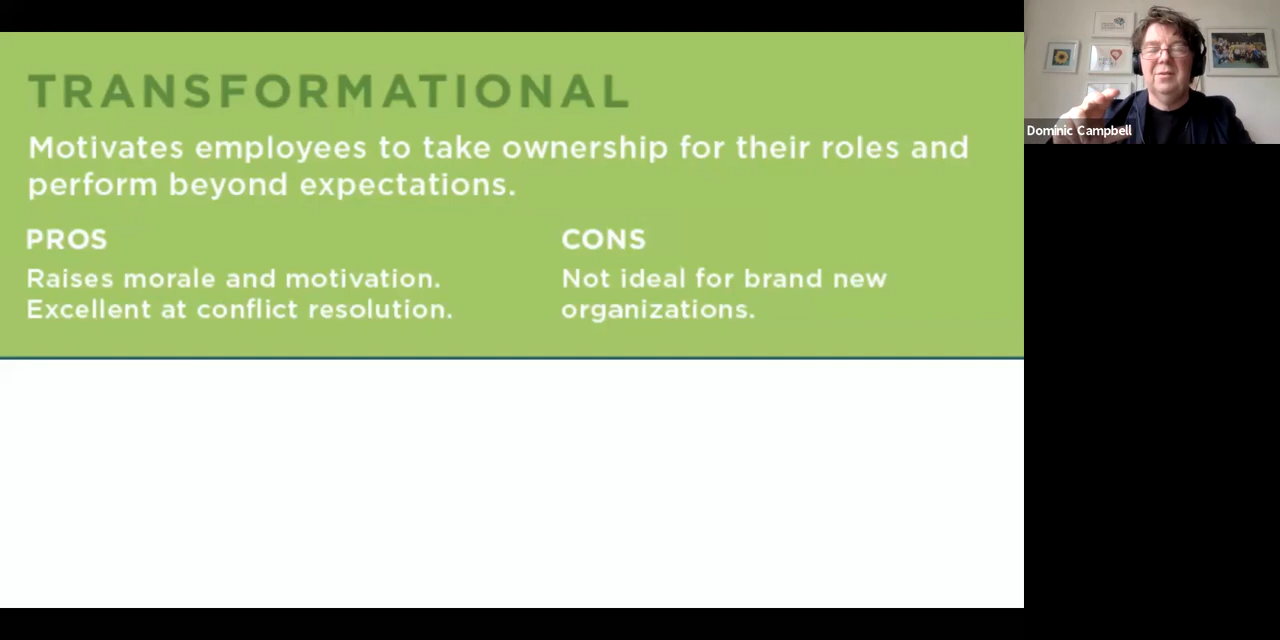 TRANSFORMATIONAL
Motivates employees to take ownership for their roles and
perform beyond expectations.
PROS
Raises morale and motivation.
Excellent at conflict resolution.
CONS
Not ideal for brand new
organizations.
Dominic Campbell